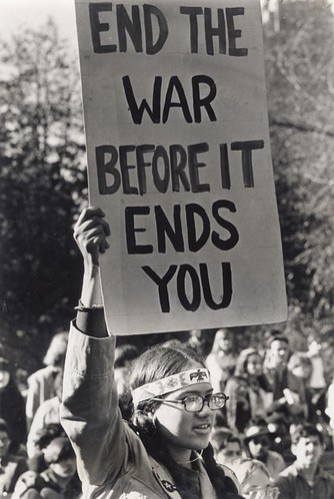 END THE
WAR
BEFORE IT
ENDS
YOU